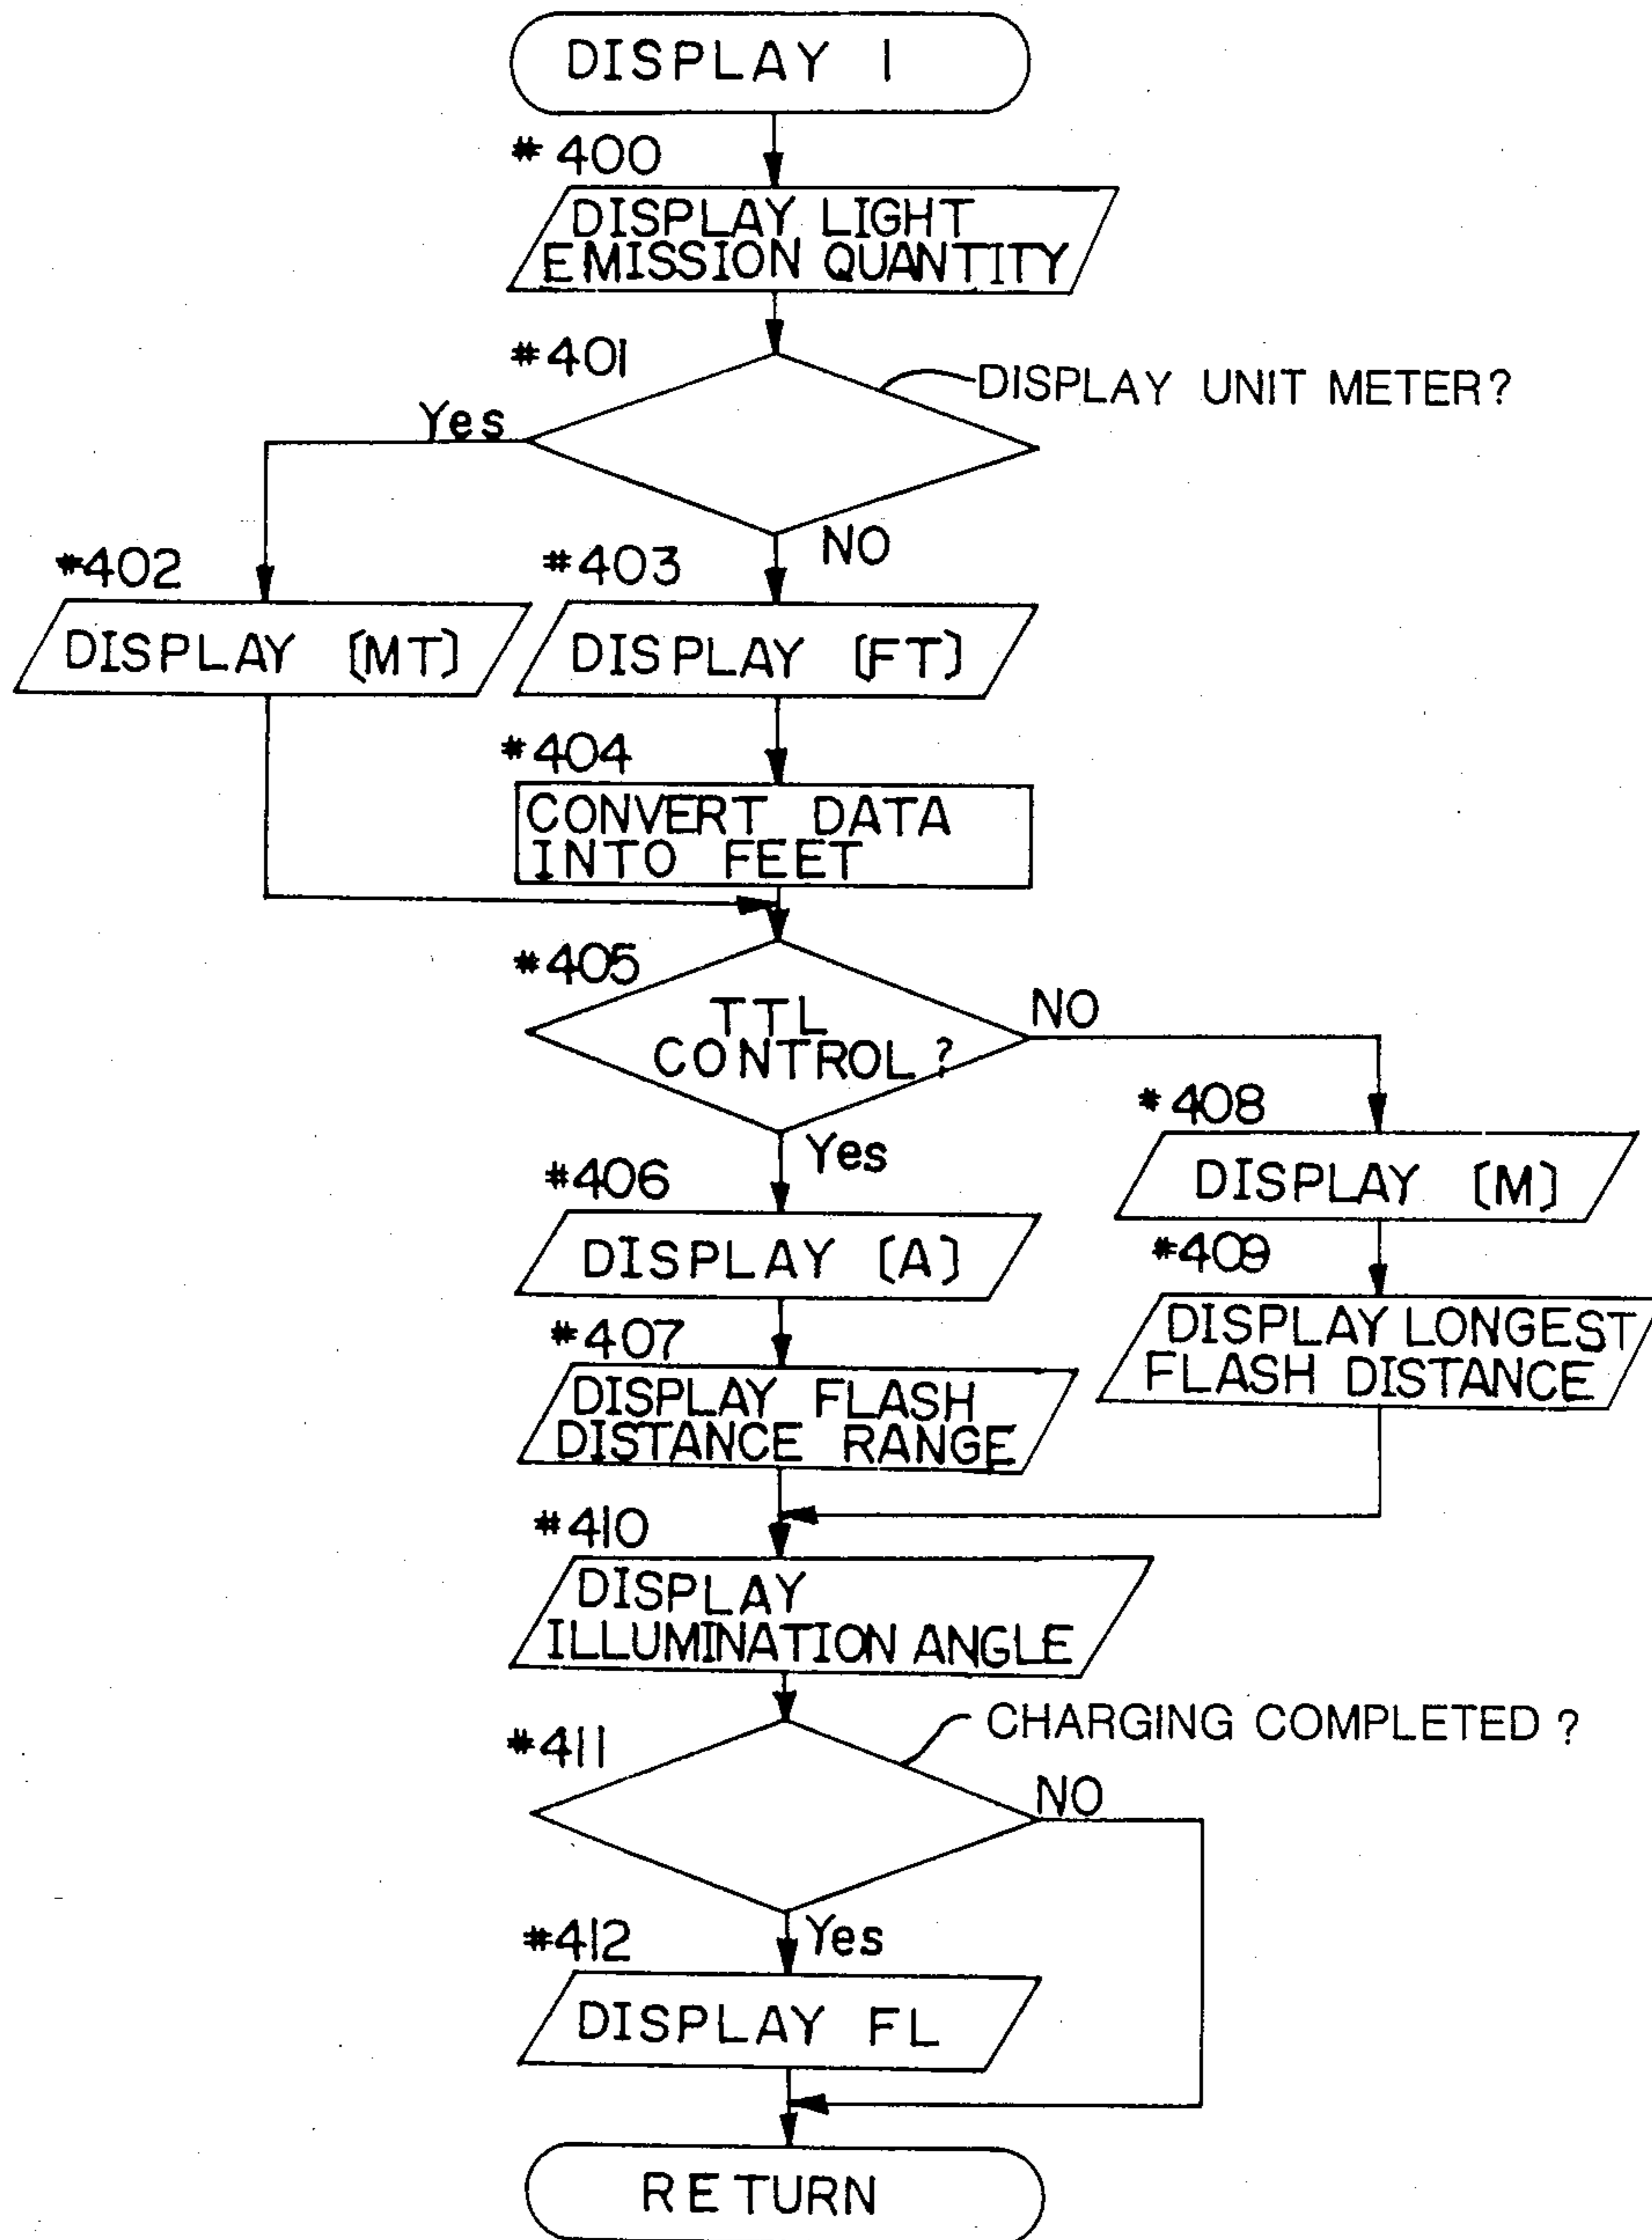 DISPLAY 1
#400
DISPLAY LIGHT
EMISSION QUANTITY
#401
DISPLAY UNIT METER?
Yes
NO
#402
DISPLAY [MT]
#403
DISPLAY [FT]
#404
CONVERT DATA
INTO FEET
#405
TTL
CONTROL?
NO
Yes
#406
DISPLAY [A]
#407
DISPLAY FLASH
DISTANCE RANGE
#408
DISPLAY [M]
#409
DISPLAY LONGEST
FLASH DISTANCE
#410
DISPLAY
ILLUMINATION ANGLE
#411
CHARGING COMPLETED ?
NO
Yes
#412
DISPLAY FL
RETURN